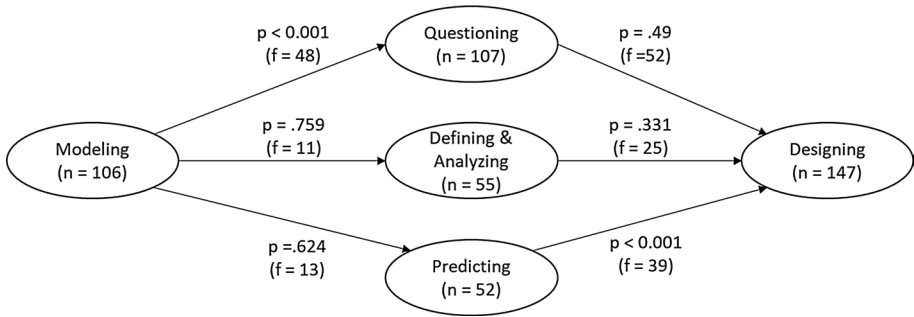 Questioning
(n = 107)
p < 0.001
(f = 48)
p = .49
(f =52)
Modeling
(n = 106)
p = .759
(f = 11)
Defining &
Analyzing
(n = 55)
p = .331
(f = 25)
Designing
(n = 147)
p =.624
(f = 13)
Predicting
(n = 52)
p < 0.001
(f = 39)